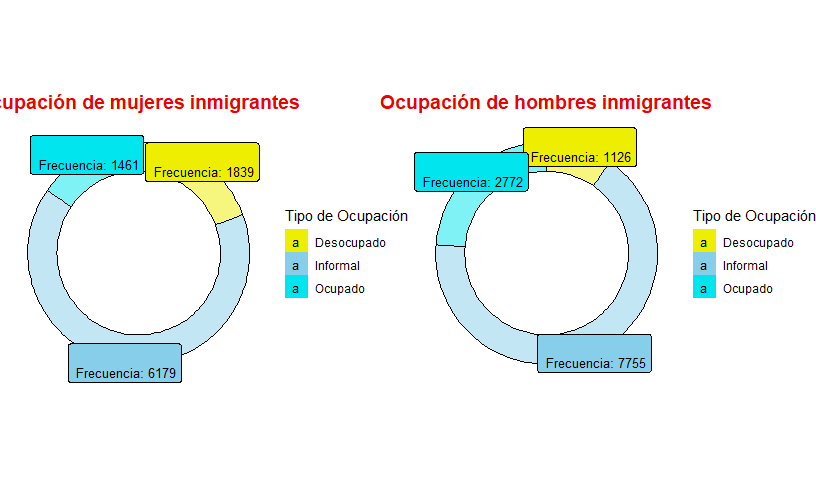 cupación de mujeres inmigrantes
Frecuencia: 1461
Frecuencia: 1839
Frecuencia: 6179
Tipo de Ocupación
a Desocupado
a Informal
a Ocupado
Ocupación de hombres inmigrantes
Frecuencia: 1126
Frecuencia: 2772
Frecuencia: 7755
Tipo de Ocupación
a Desocupado
a Informal
a Ocupado